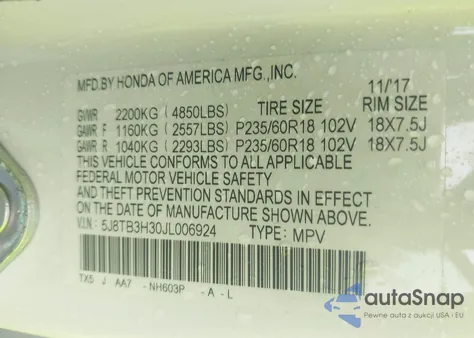 MFD.BY HONDA OF AMERICA MFG.,INC. 11/'17
GVWR 2200KG (4850LBS) TIRE SIZE RIM SIZE
GAWR F 1160KG (2557LBS) P235/60R18 102V 18X7.5J
GAWR R 1040KG (2293LBS) P235/60R18 102V 18X7.5J
THIS VEHICLE CONFORMS TO ALL APPLICABLE
FEDERAL MOTOR VEHICLE SAFETY
AND THEFT PREVENTION STANDARDS IN EFFECT
ON THE DATE OF MANUFACTURE SHOWN ABOVE.
V.I.N.: 5J8TB3H30JL006924 TYPE: MPV
TX5 J AA7 - NH603P - A - L
autoSnap
Pewne auta z aukcji USA i EU